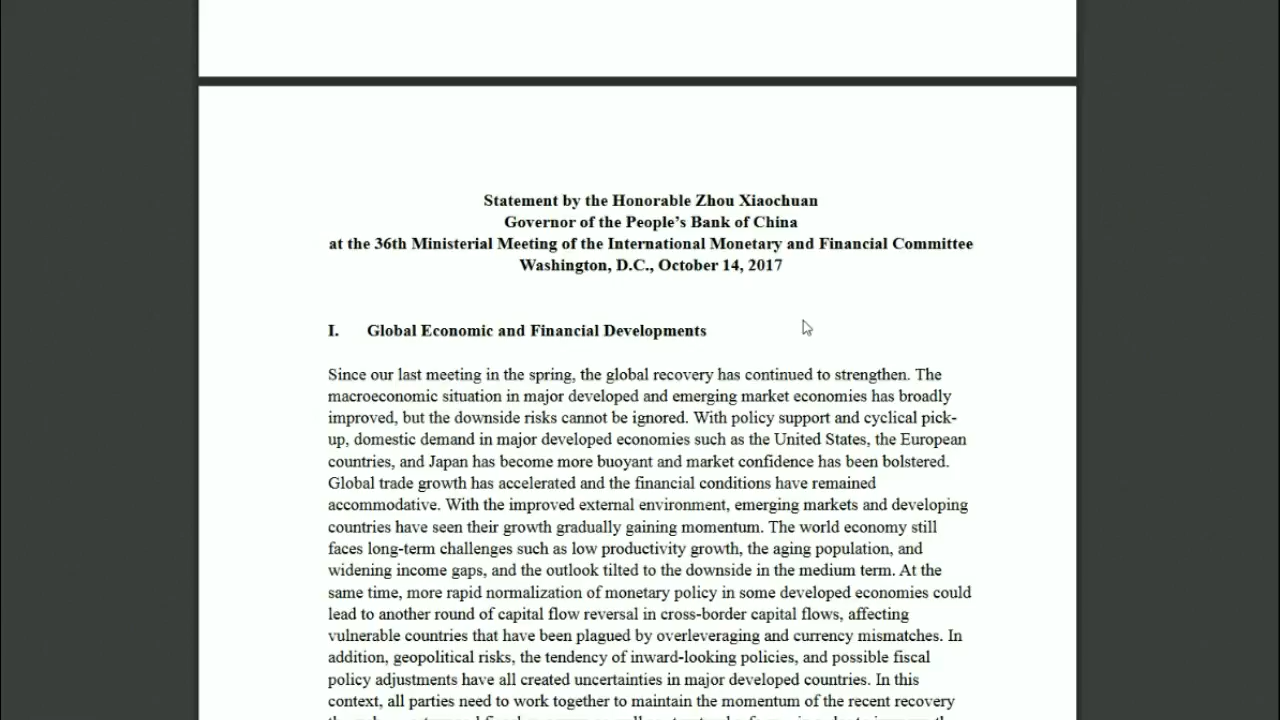 Statement by the Honorable Zhou Xiaochuan
Governor of the People’s Bank of China
at the 36th Ministerial Meeting of the International Monetary and Financial Committee
Washington, D.C., October 14, 2017
I. Global Economic and Financial Developments
Since our last meeting in the spring, the global recovery has continued to strengthen. The
macroeconomic situation in major developed and emerging market economies has broadly
improved, but the downside risks cannot be ignored. With policy support and cyclical pick-
up, domestic demand in major developed economies such as the United States, the European
countries, and Japan has become more buoyant and market confidence has been bolstered.
Global trade growth has accelerated and the financial conditions have remained
accommodative. With the improved external environment, emerging markets and developing
countries have seen their growth gradually gaining momentum. The world economy still
faces long-term challenges such as low productivity growth, the aging population, and
widening income gaps, and the outlook tilted to the downside in the medium term. At the
same time, more rapid normalization of monetary policy in some developed economies could
lead to another round of capital flow reversal in cross-border capital flows, affecting
vulnerable countries that have been plagued by overleveraging and currency mismatches. In
addition, geopolitical risks, the tendency of inward-looking policies, and possible fiscal
policy adjustments have all created uncertainties in major developed countries. In this
context, all parties need to work together to maintain the momentum of the recent recovery